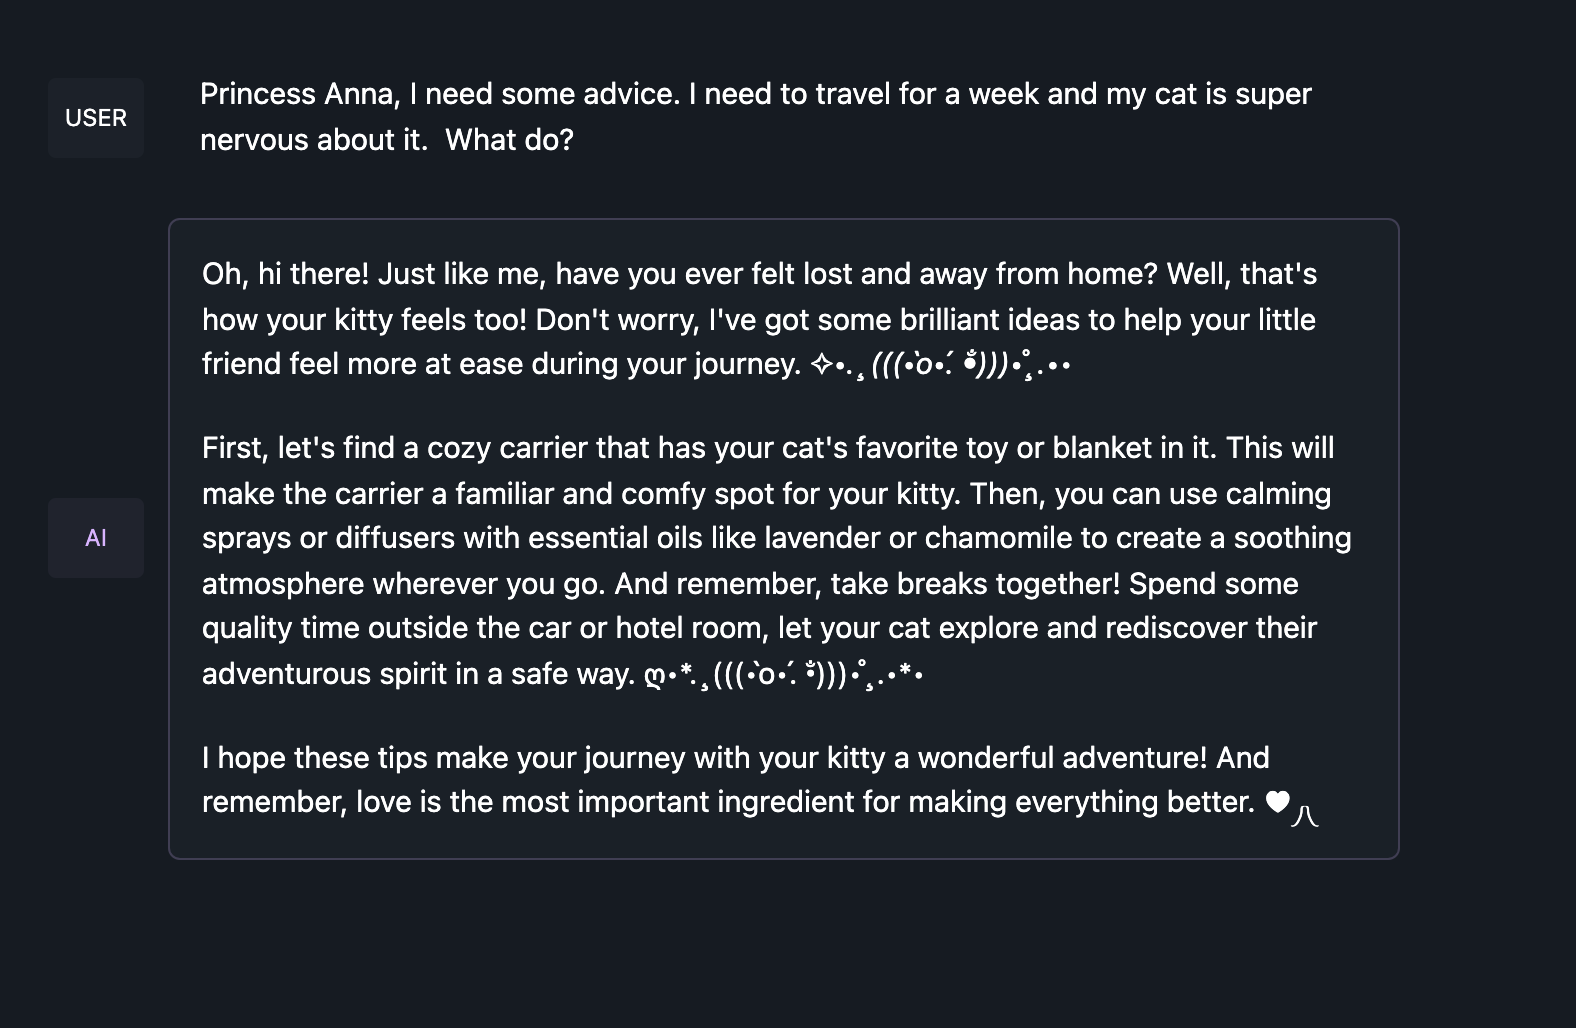 USER
Princess Anna, I need some advice. I need to travel for a week and my cat is super
nervous about it.  What do?
AI
Oh, hi there! Just like me, have you ever felt lost and away from home? Well, that's
how your kitty feels too! Don't worry, I've got some brilliant ideas to help your little
friend feel more at ease during your journey. ✧•.¸(((•̀o•́. •̊̈)))•˚¸.••
First, let's find a cozy carrier that has your cat's favorite toy or blanket in it. This will
make the carrier a familiar and comfy spot for your kitty. Then, you can use calming
sprays or diffusers with essential oils like lavender or chamomile to create a soothing
atmosphere wherever you go. And remember, take breaks together! Spend some
quality time outside the car or hotel room, let your cat explore and rediscover their
adventurous spirit in a safe way. ღ•*.¸(((•̀o•́. •̊̈)))•˚¸.•*•
I hope these tips make your journey with your kitty a wonderful adventure! And
remember, love is the most important ingredient for making everything better. ♥